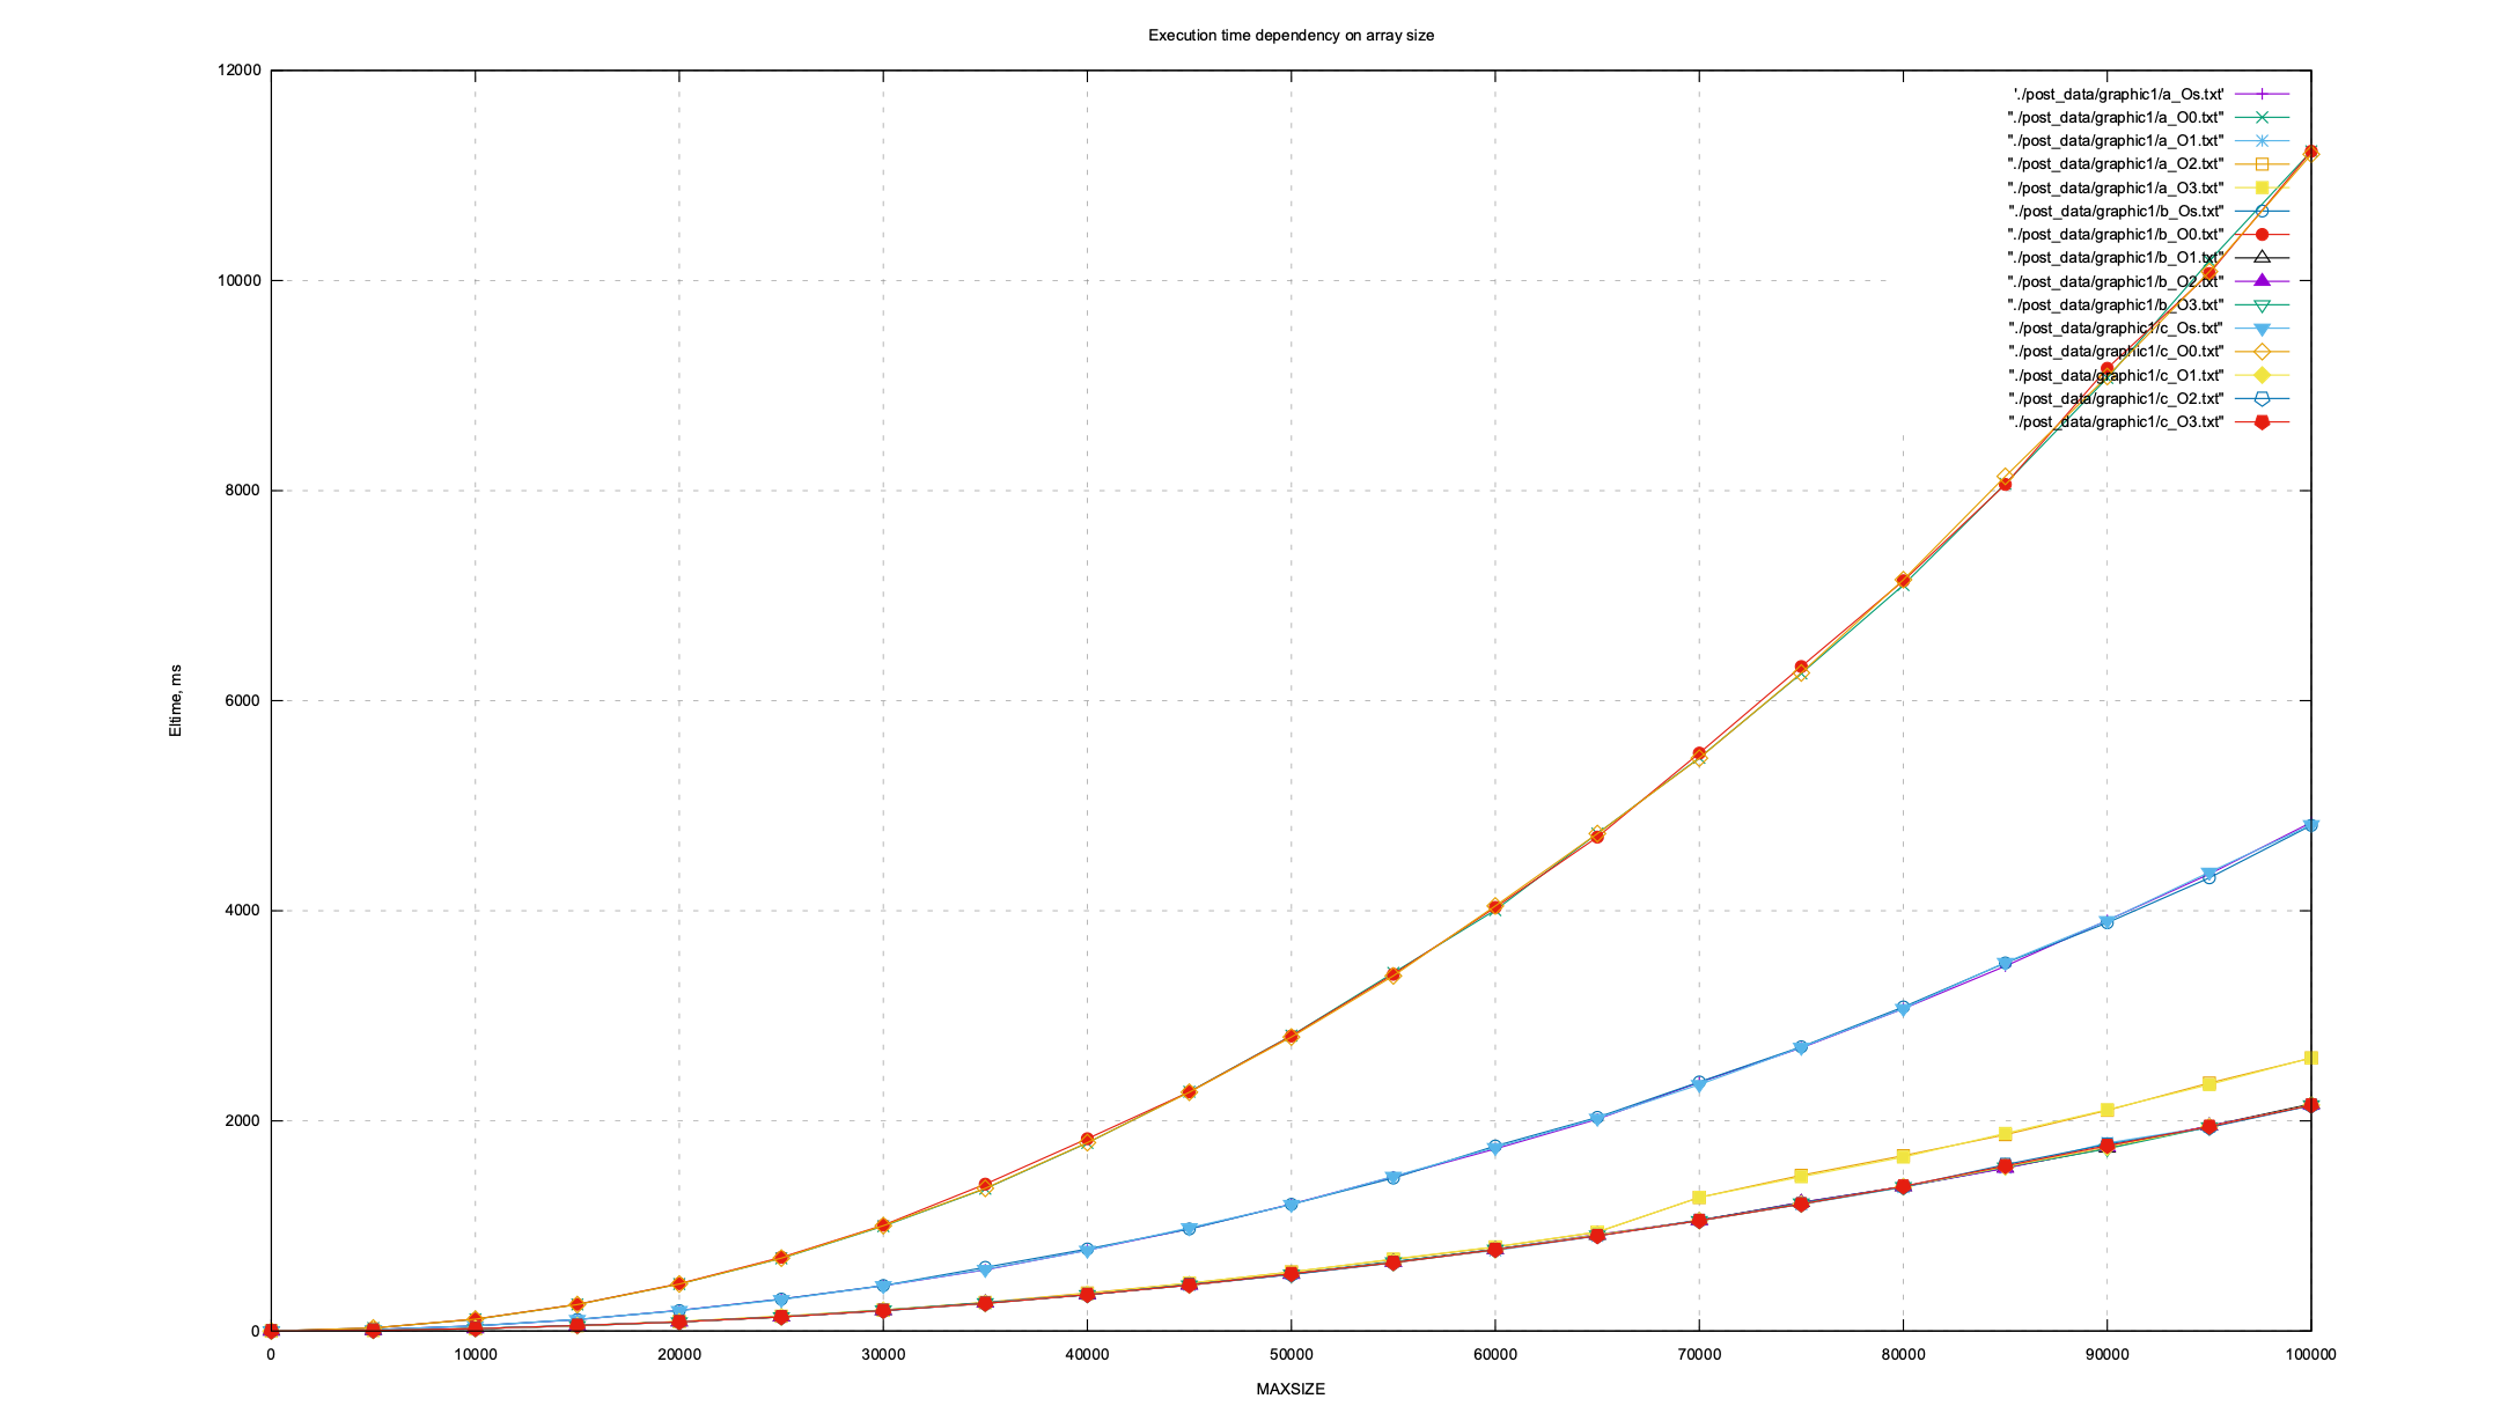 Execution time dependency on array size
12000
10000
8000
6000
4000
2000
0
Eltime, ms
'./post_data/graphic1/a_Os.txt'
"./post_data/graphic1/a_O0.txt"
"./post_data/graphic1/a_O1.txt"
"./post_data/graphic1/a_O2.txt"
"./post_data/graphic1/a_O3.txt"
"./post_data/graphic1/b_Os.txt"
"./post_data/graphic1/b_O0.txt"
"./post_data/graphic1/b_O1.txt"
"./post_data/graphic1/b_O2.txt"
"./post_data/graphic1/b_O3.txt"
"./post_data/graphic1/c_Os.txt"
"./post_data/graphic1/c_O0.txt"
"./post_data/graphic1/c_O1.txt"
"./post_data/graphic1/c_O2.txt"
"./post_data/graphic1/c_O3.txt"
0 10000 20000 30000 40000 50000 60000 70000 80000 90000 100000
MAXSIZE